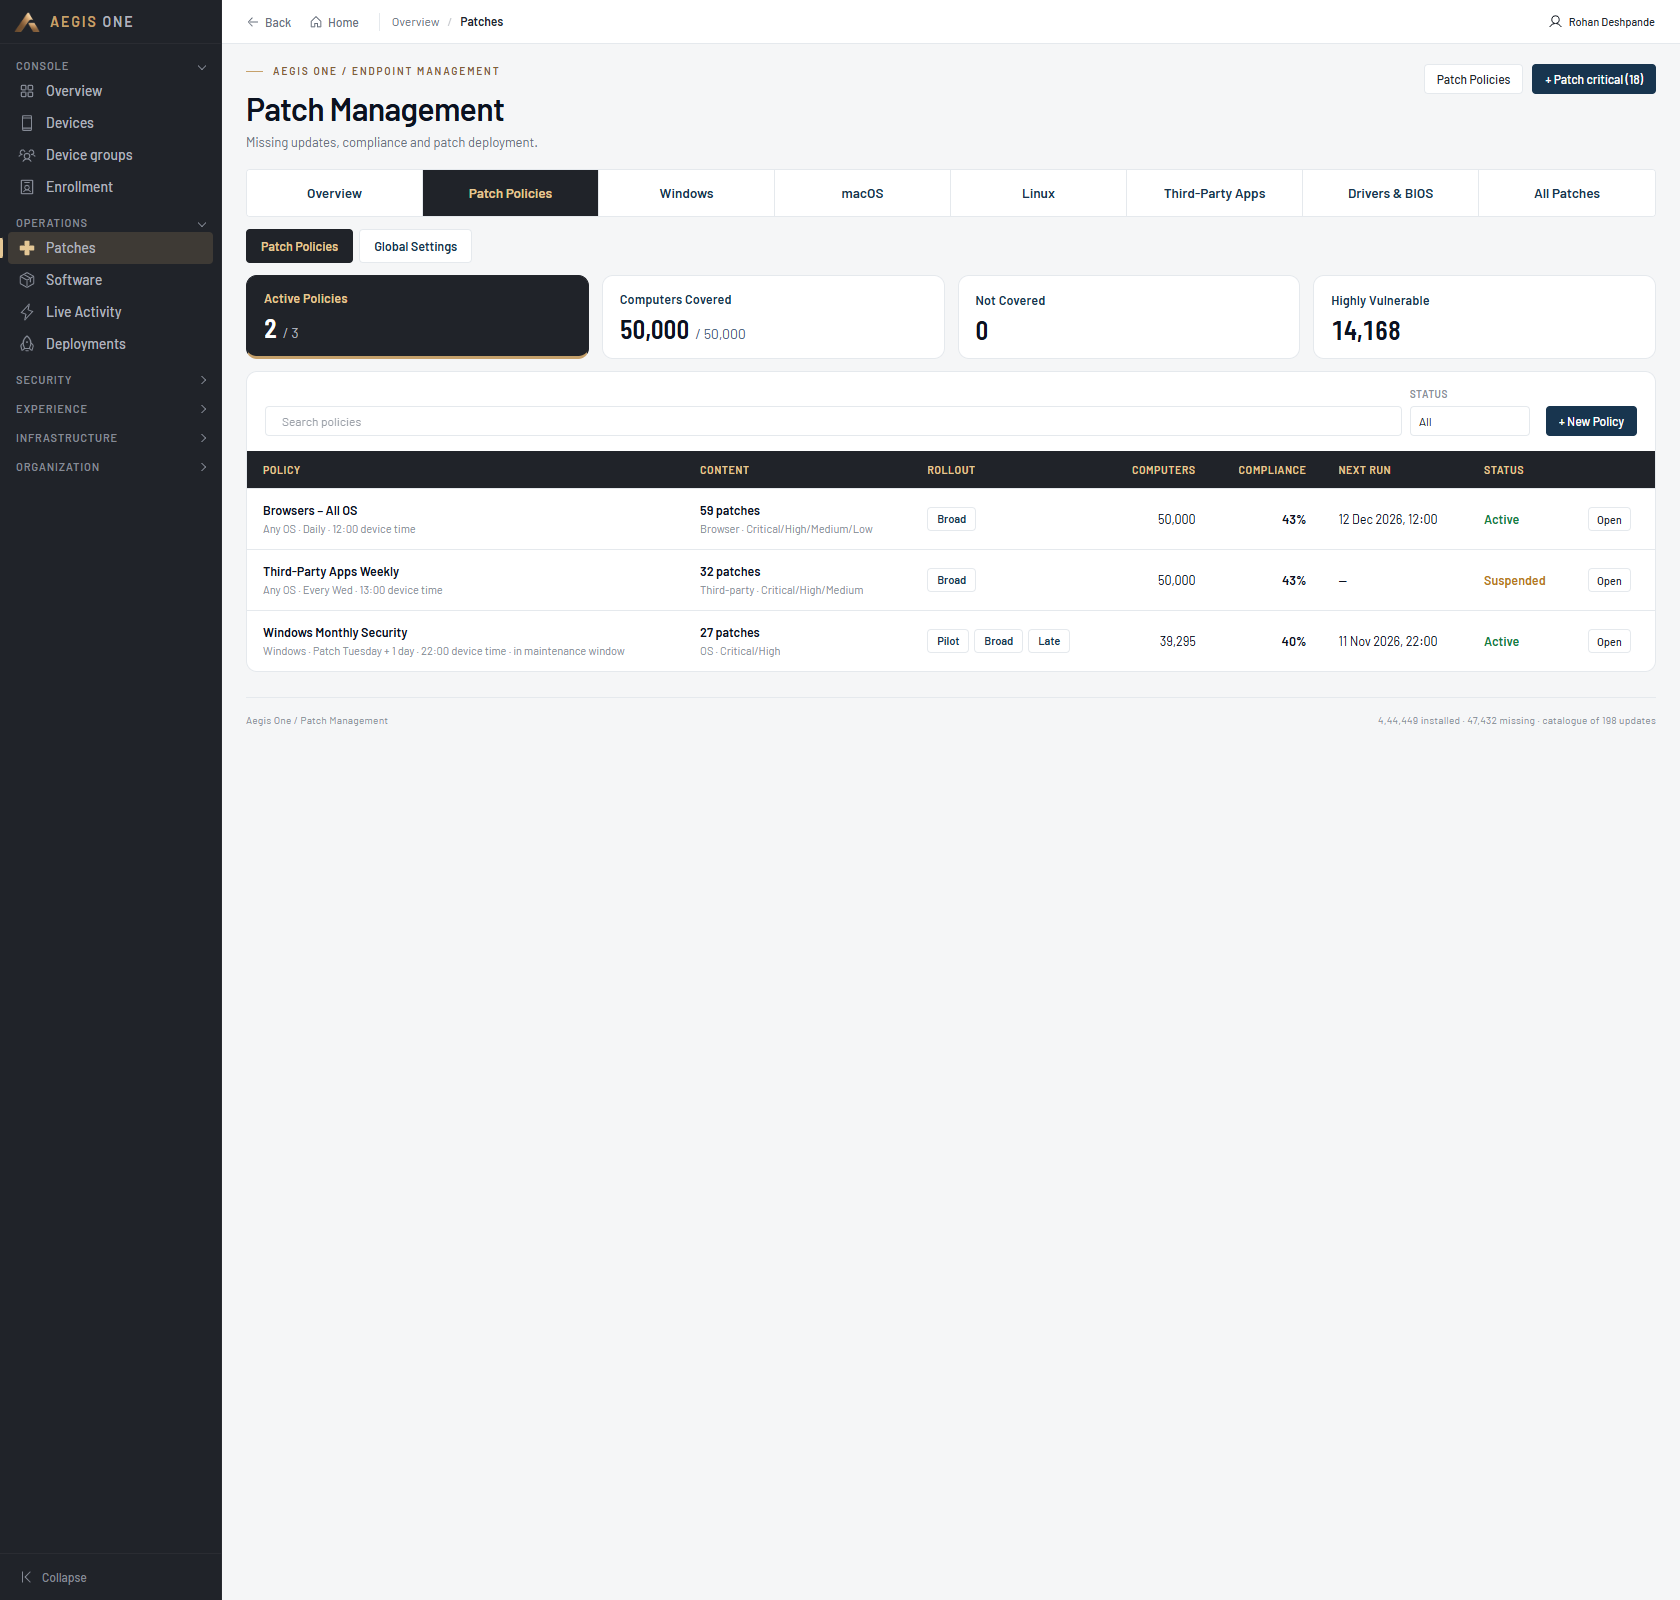 AEGIS ONE
CONSOLE
Overview
Devices
Device groups
Enrollment
OPERATIONS
Patches
Software
Live Activity
Deployments
SECURITY
EXPERIENCE
INFRASTRUCTURE
ORGANIZATION
Collapse
Back Home Overview / Patches
Rohan Deshpande
AEGIS ONE / ENDPOINT MANAGEMENT
Patch Management
Missing updates, compliance and patch deployment.
Patch Policies + Patch critical (18)
Overview Patch Policies Windows macOS Linux Third-Party Apps Drivers & BIOS All Patches
Patch Policies Global Settings
Active Policies
2 / 3
Computers Covered
50,000 / 50,000
Not Covered
0
Highly Vulnerable
14,168
STATUS
Search policies All + New Policy
POLICY CONTENT ROLLOUT COMPUTERS COMPLIANCE NEXT RUN STATUS
Browsers – All OS 59 patches
Any OS · Daily · 12:00 device time Browser · Critical/High/Medium/Low
Broad 50,000 43% 12 Dec 2026, 12:00 Active Open
Third-Party Apps Weekly 32 patches
Any OS · Every Wed · 13:00 device time Third-party · Critical/High/Medium
Broad 50,000 43% – Suspended Open
Windows Monthly Security 27 patches
Windows · Patch Tuesday + 1 day · 22:00 device time · in maintenance window OS · Critical/High
Pilot Broad Late 39,295 40% 11 Nov 2026, 22:00 Active Open
Aegis One / Patch Management
4,44,449 installed · 47,432 missing · catalogue of 198 updates